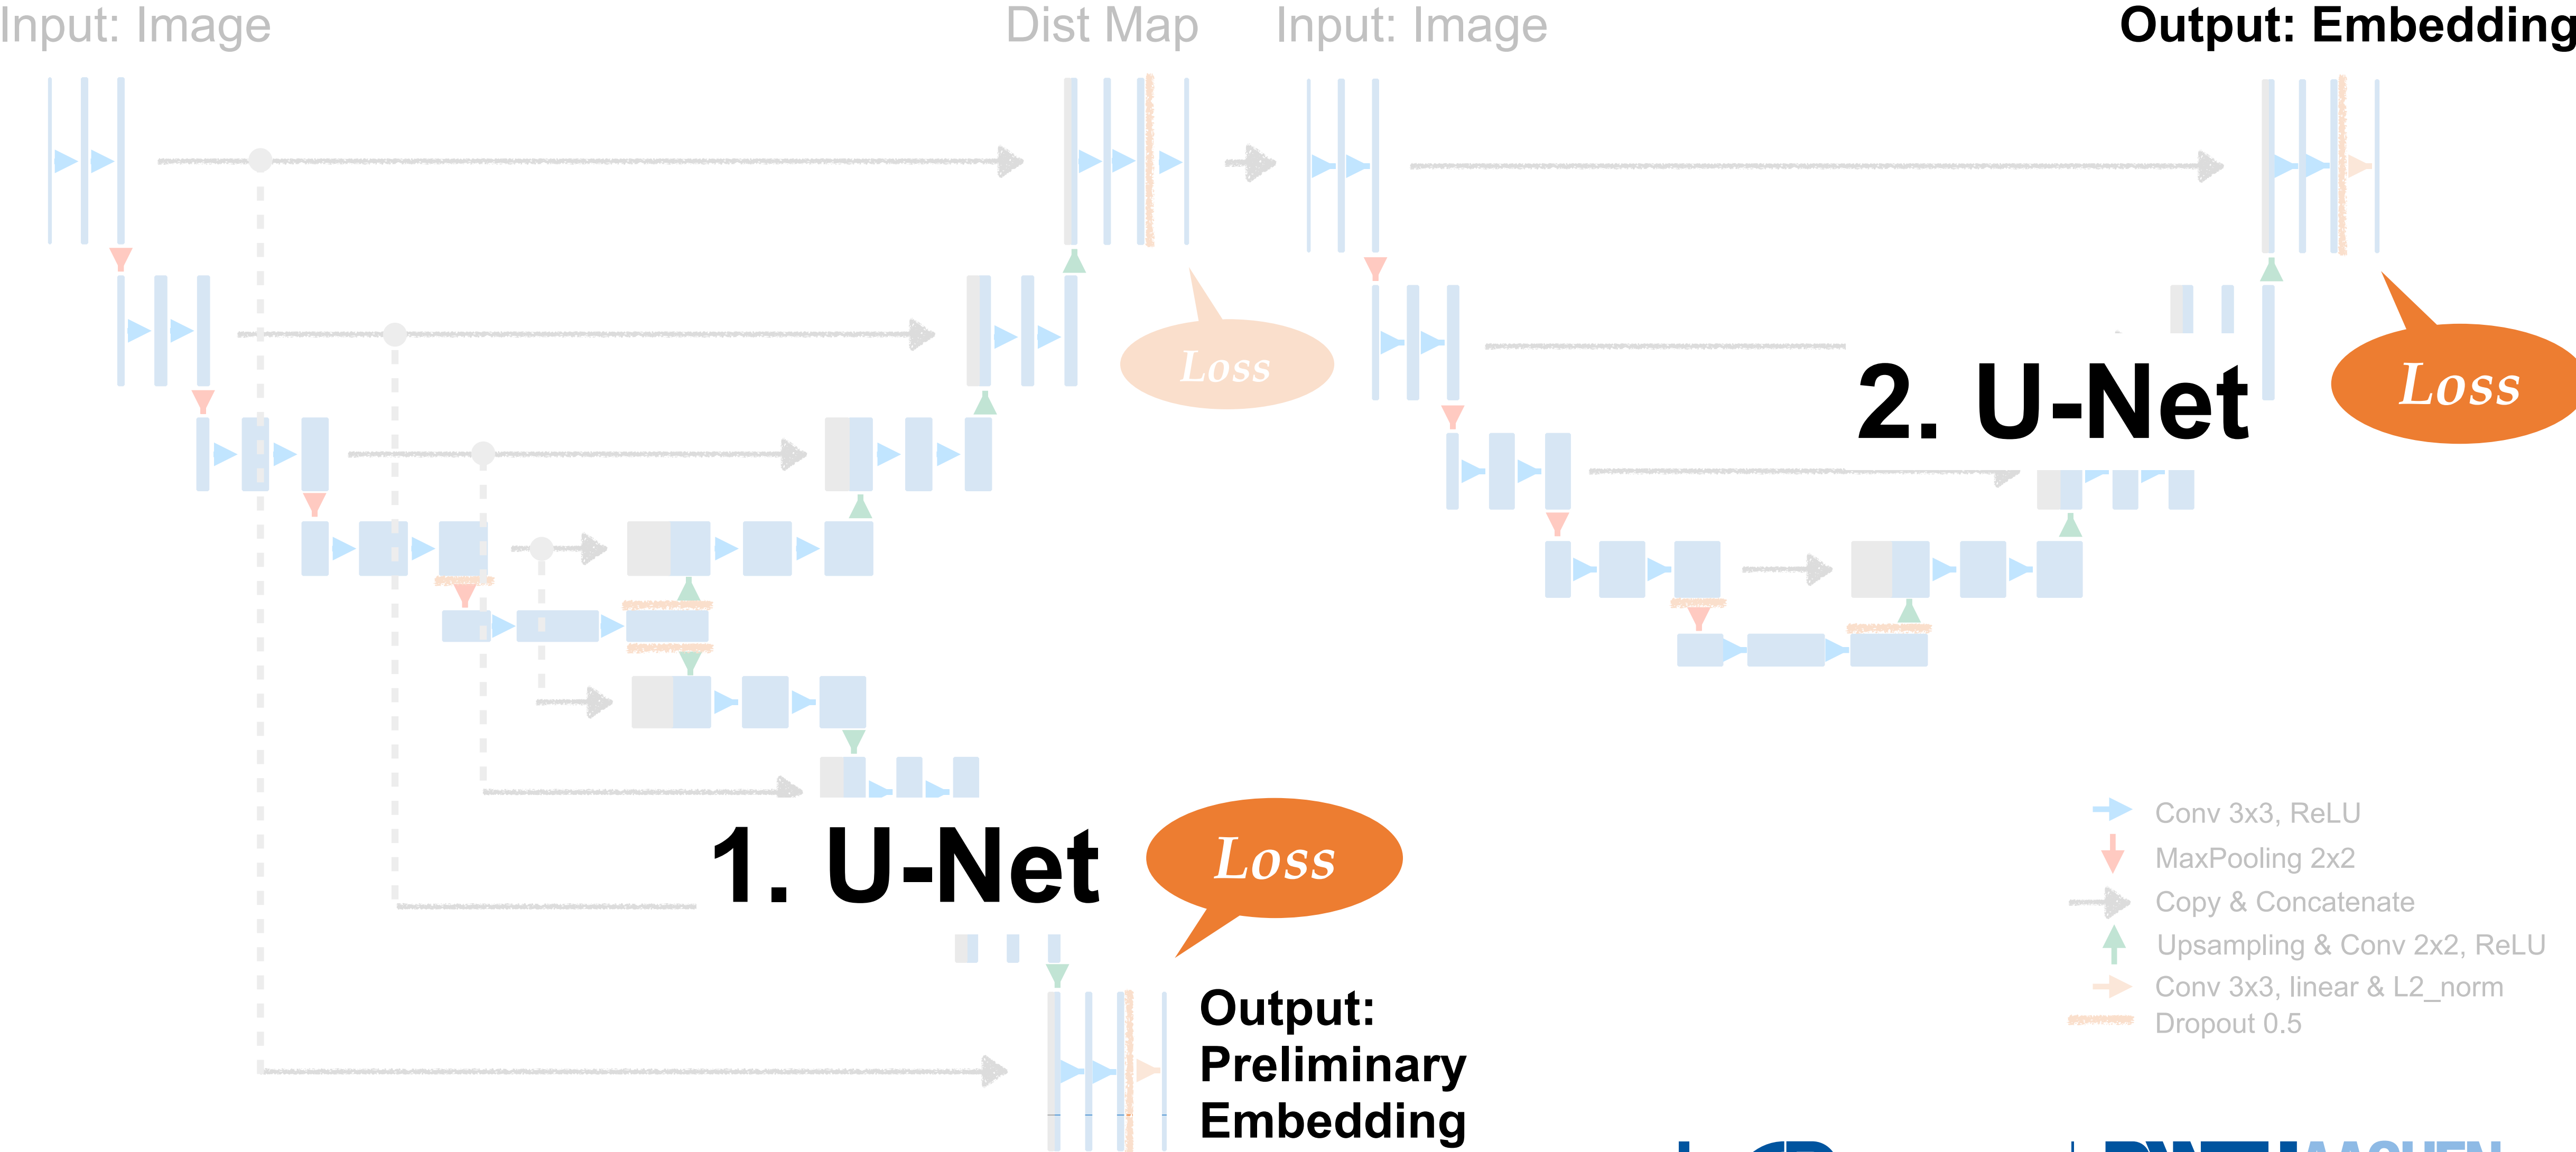 Input: Image
Dist Map
Input: Image
Output: Embedding
Loss
Loss
2. U-Net
1. U-Net
Loss
Output:
Preliminary
Embedding
Conv 3x3, ReLU
MaxPooling 2x2
Copy & Concatenate
Upsampling & Conv 2x2, ReLU
Conv 3x3, linear & L2_norm
Dropout 0.5